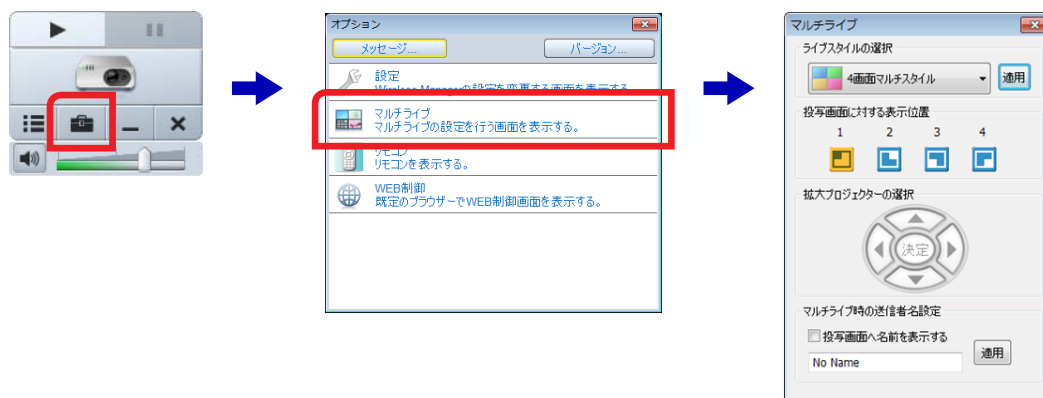 オプション
メッセージ...
バージョン...
設定
Wireless Managerの設定を変更する画面を表示する。
マルチライブ
マルチライブの設定を行う画面を表示する。
リモコン
リモコンを表示する。
WEB制御
既定のブラウザーでWEB制御画面を表示する。
マルチライブ
ライブスタイルの選択
4画面マルチスタイル
適用
投写画面に対する表示位置
1 2 3 4
拡大プロジェクターの選択
決定
マルチライブ時の送信者名設定
投写画面へ名前を表示する
No Name
適用